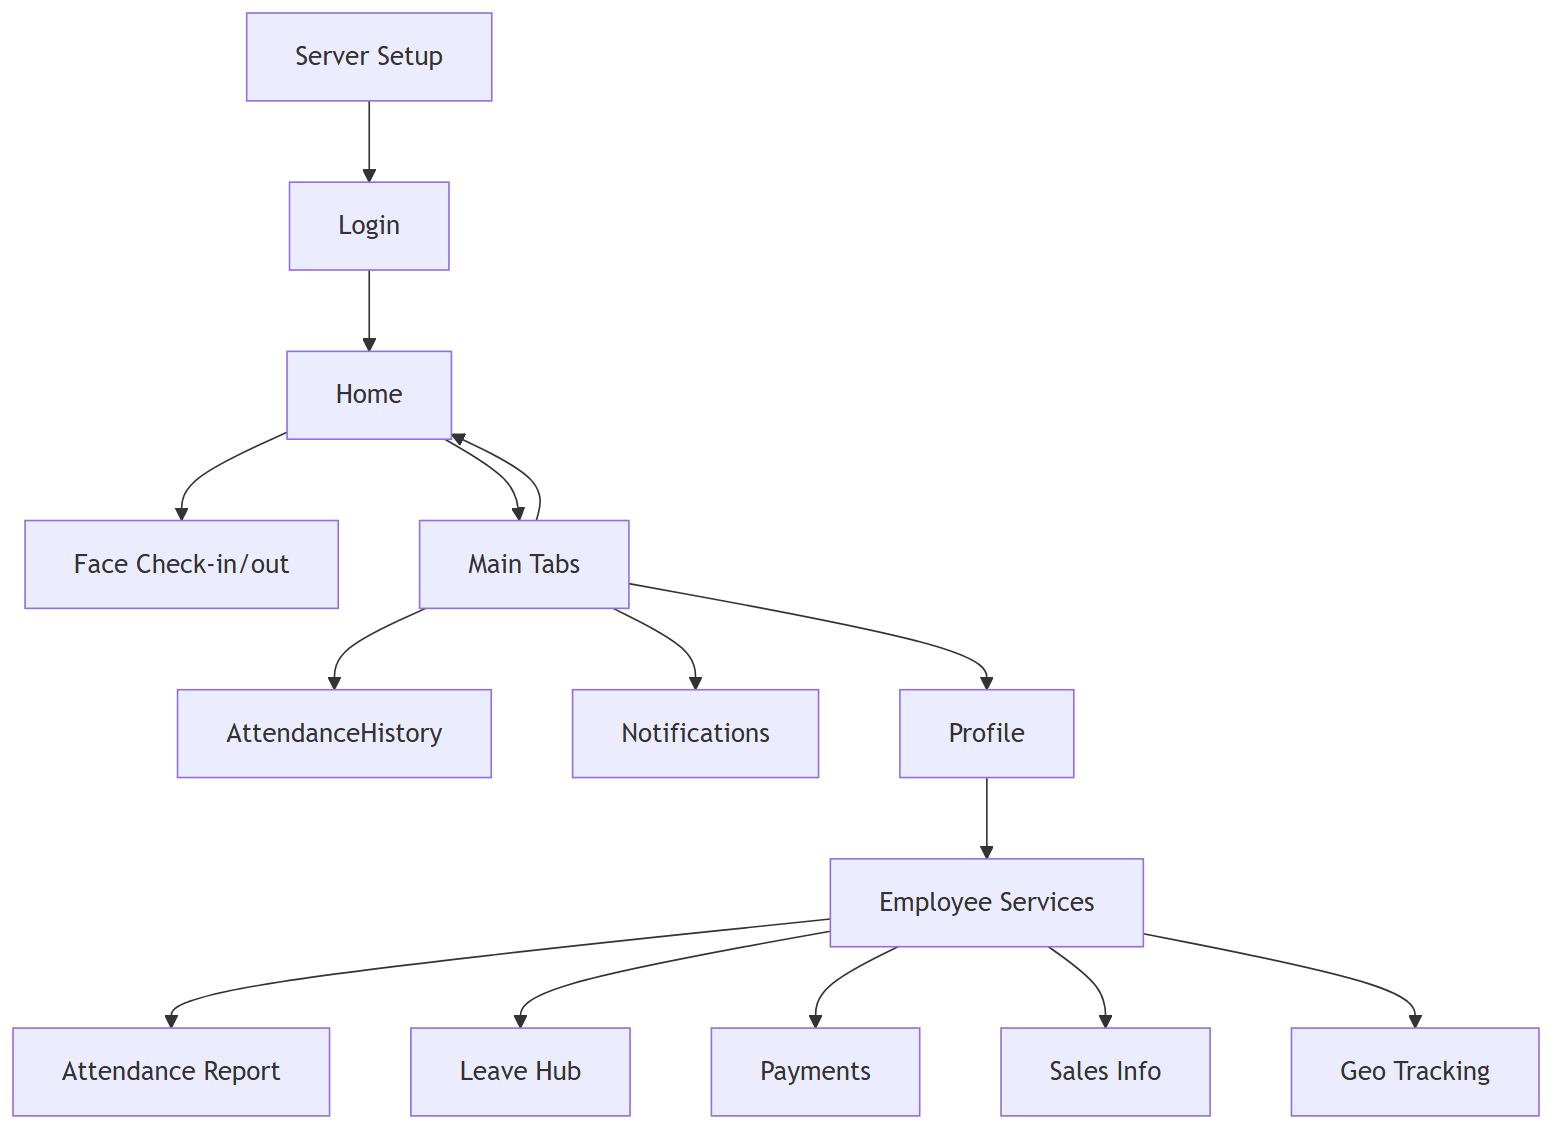 Server Setup
Login
Home
Face Check-in/out
Main Tabs
AttendanceHistory
Notifications
Profile
Employee Services
Attendance Report
Leave Hub
Payments
Sales Info
Geo Tracking